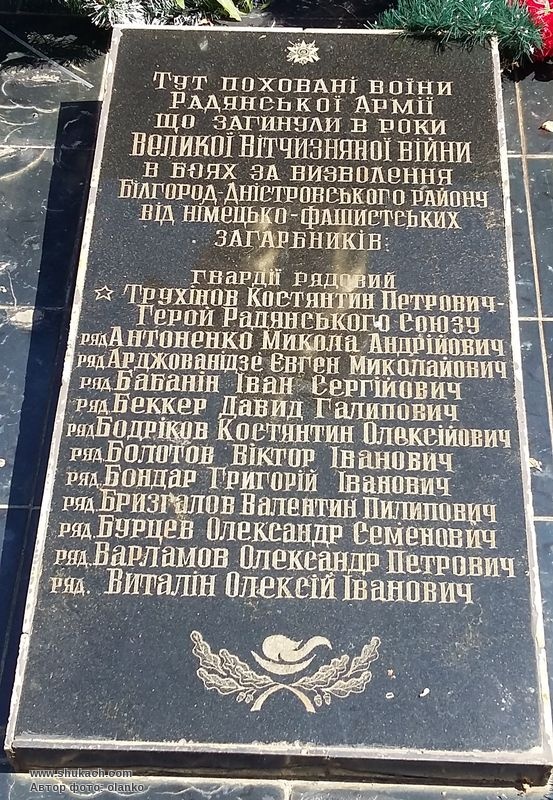 Тут поховані воїни
Радянської Армії
що загинули в роки
Великої Вітчизняної війни
в боях за визволення
Білгород-Дністровського району
від німецько-фашистських
загарбників
гвардії рядовий
Трухінов Костянтин Петрович-
Герой Радянського Союзу
ряд. Антоненко Микола Андрійович
ряд. Арджованідзе Євген Миколайович
ряд. Бабанін Іван Сергійович
ряд. Беккер Давид Галипович
ряд. Бодріков Костянтин Олексійович
ряд. Болотов Віктор Іванович
ряд. Бондар Григорій Іванович
ряд. Бризгалов Валентин Пилипович
ряд. Бурцев Олександр Семенович
ряд. Варламов Олександр Петрович
ряд. Виталін Олексій Іванович
www.shukach.com
Автор фото: olanko